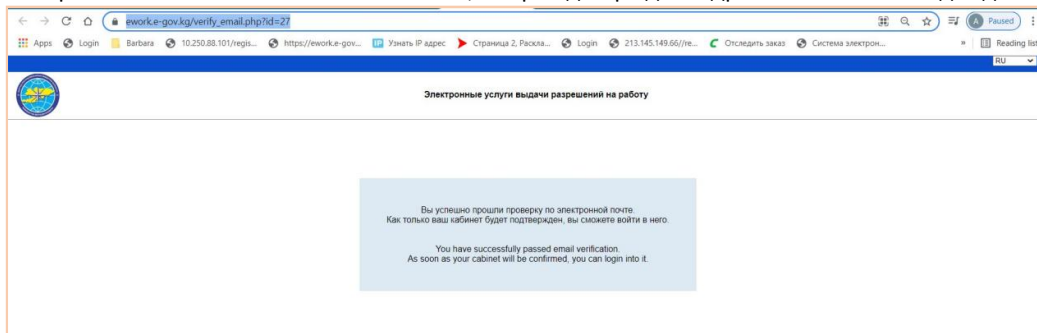 ework.e-gov.kg/verify_email.php?id=27
Paused
Apps Login Barbara 10.250.88.101/regis... https://ework.e-gov... Узнать IP адрес Страница 2, Раскла... Login 213.145.149.66//re... Отследить заказ Система электрон... » Reading list
RU
Электронные услуги выдачи разрешений на работу
Вы успешно прошли проверку по электронной почте.
Как только ваш кабинет будет подтвержден, вы сможете войти в него.
You have successfully passed email verification.
As soon as your cabinet will be confirmed, you can login into it.